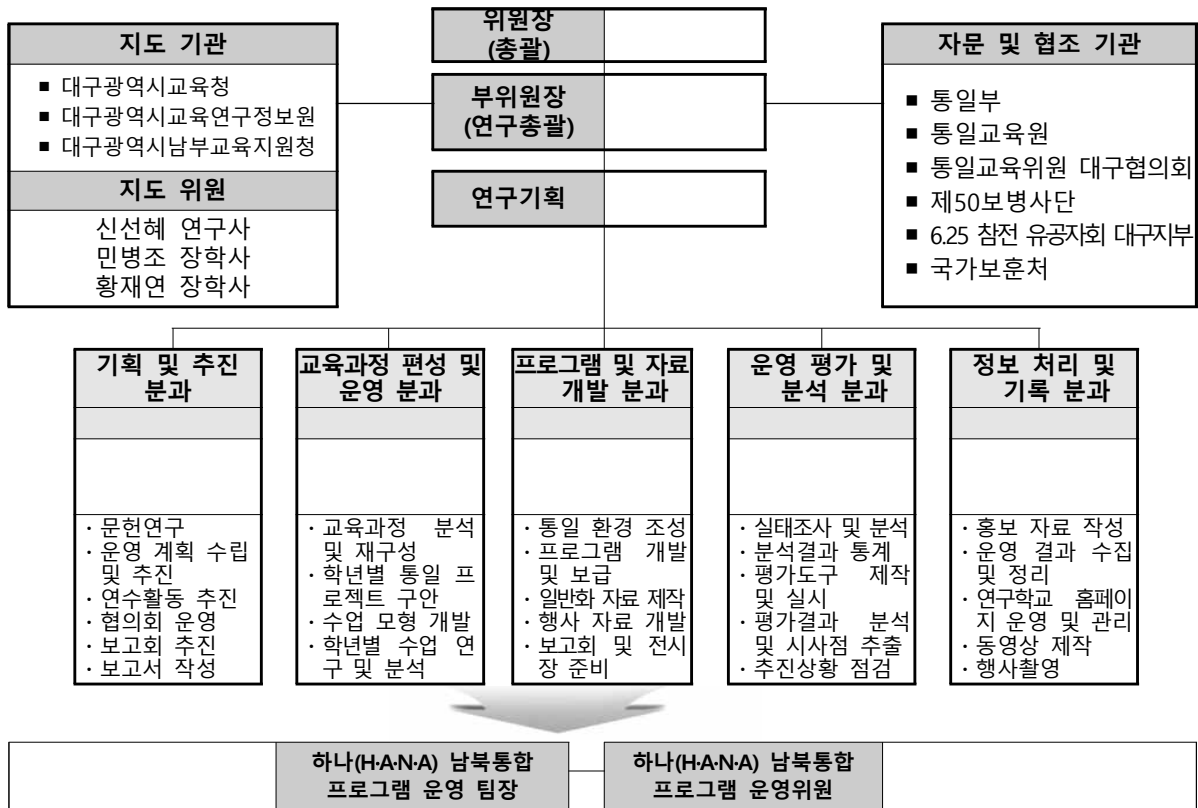 위원장
(총괄)
지도 기관
■ 대구광역시교육청
■ 대구광역시교육연구정보원
■ 대구광역시남부교육지원청
지도 위원
신선혜 연구사
민병조 장학사
황재연 장학사
부위원장
(연구총괄)
연구기획
자문 및 협조 기관
■ 통일부
■ 통일교육원
■ 통일교육위원 대구협의회
■ 제50보병사단
■ 6.25 참전 유공자회 대구지부
■ 국가보훈처
기획 및 추진
분과
· 문헌연구
· 운영 계획 수립
및 추진
· 연수활동 추진
· 협의회 운영
· 보고회 추진
· 보고서 작성
교육과정 편성 및
운영 분과
· 교육과정 분석
및 재구성
· 학년별 통일 프
로젝트 구안
· 수업 모형 개발
· 학년별 수업 연
구 및 분석
프로그램 및 자료
개발 분과
· 통일 환경 조성
· 프로그램 개발
및 보급
· 일반화 자료 제작
· 행사 자료 개발
· 보고회 및 전시
장 준비
운영 평가 및
분석 분과
· 실태조사 및 분석
· 분석결과 통계
· 평가도구 제작
및 실시
· 평가결과 분석
및 시사점 추출
· 추진상황 점검
정보 처리 및
기록 분과
· 홍보 자료 작성
· 운영 결과 수집
및 정리
· 연구학교 홈페이
지 운영 및 관리
· 동영상 제작
· 행사촬영
하나(H·A·N·A) 남북통합
프로그램 운영 팀장
하나(H·A·N·A) 남북통합
프로그램 운영위원